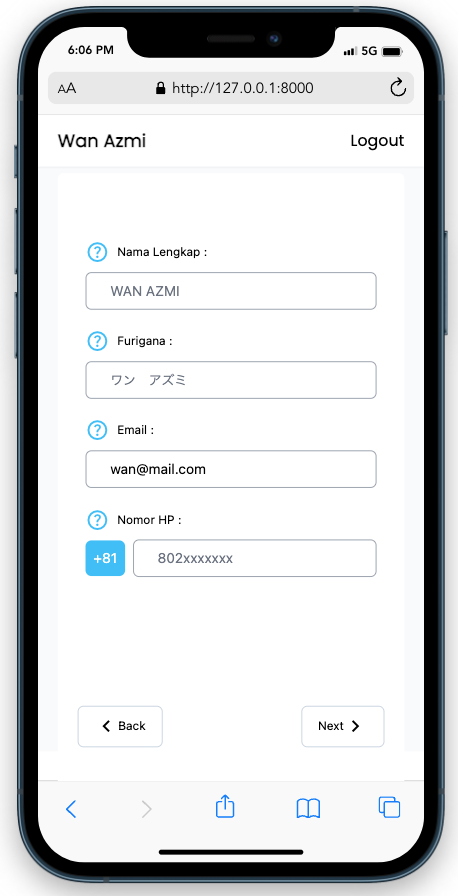 6:06 PM
5G
AA
http://127.0.0.1:8000
Wan Azmi
Logout
Nama Lengkap :
WAN AZMI
Furigana :
ワン　アズミ
Email :
wan@mail.com
Nomor HP :
+81
802xxxxxxx
Back
Next